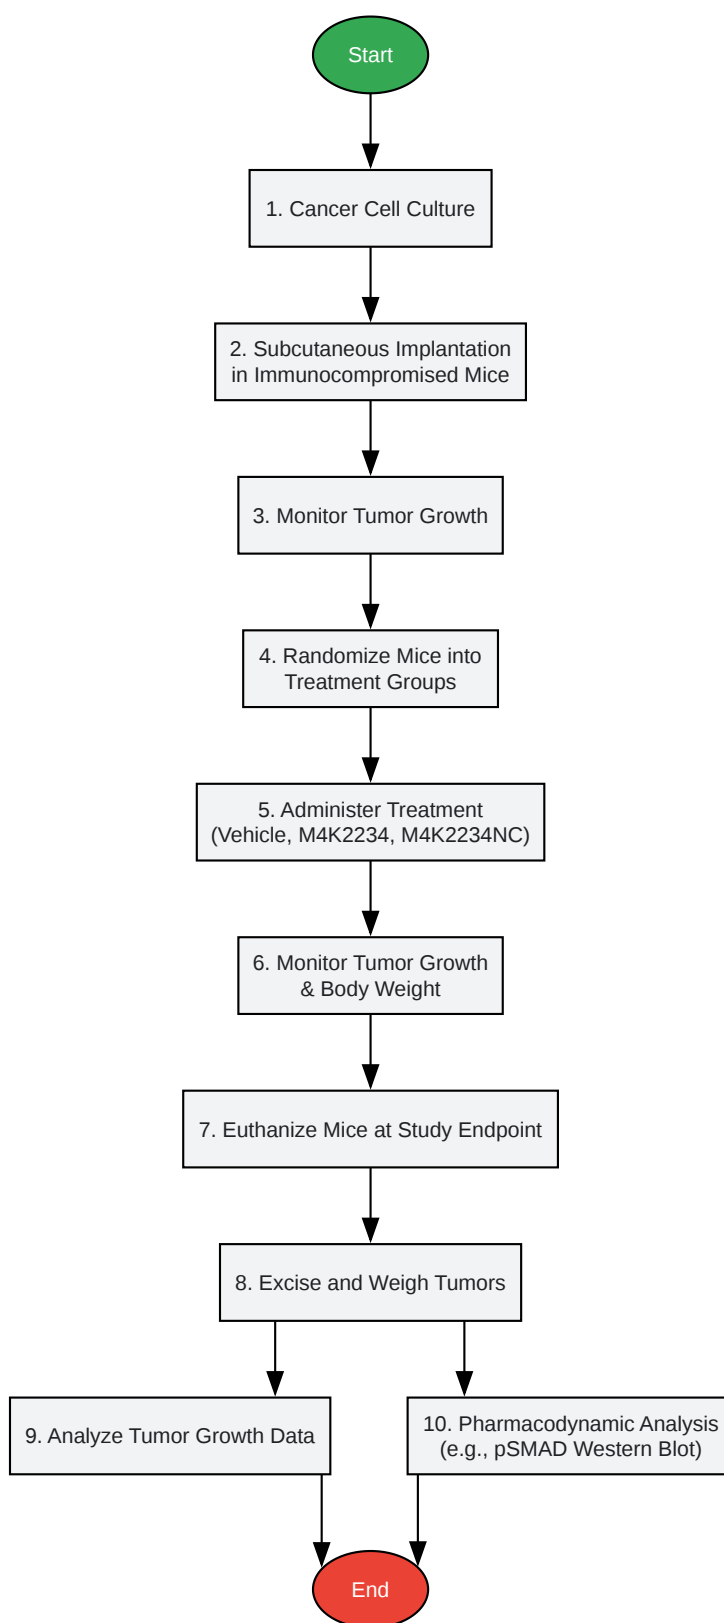 Start
1. Cancer Cell Culture
2. Subcutaneous Implantation
in Immunocompromised Mice
3. Monitor Tumor Growth
4. Randomize Mice into
Treatment Groups
5. Administer Treatment
(Vehicle, M4K2234, M4K2234NC)
6. Monitor Tumor Growth
& Body Weight
7. Euthanize Mice at Study Endpoint
8. Excise and Weigh Tumors
9. Analyze Tumor Growth Data
10. Pharmacodynamic Analysis
(e.g., pSMAD Western Blot)
End